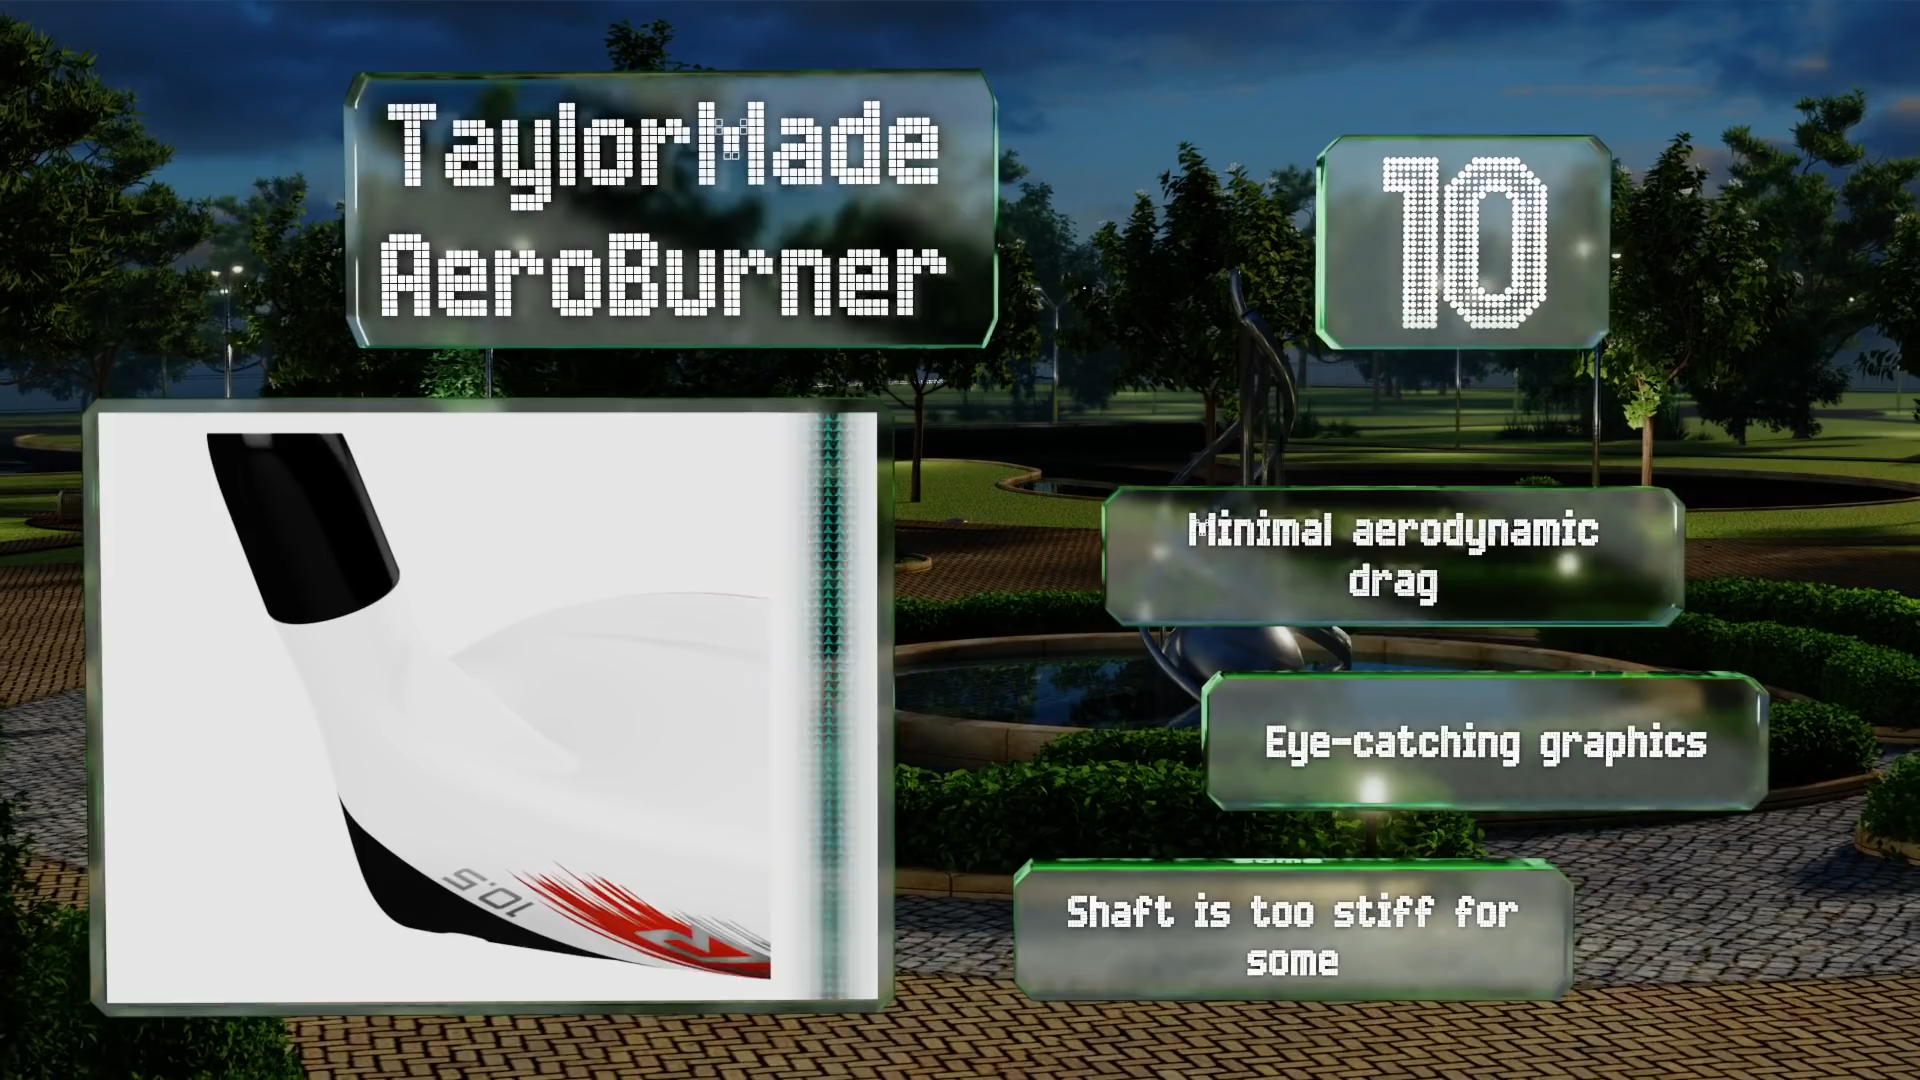 TaylorMade
AeroBurner
10
Minimal aerodynamic
drag
Eye-catching graphics
Shaft is too stiff for
some
10.5